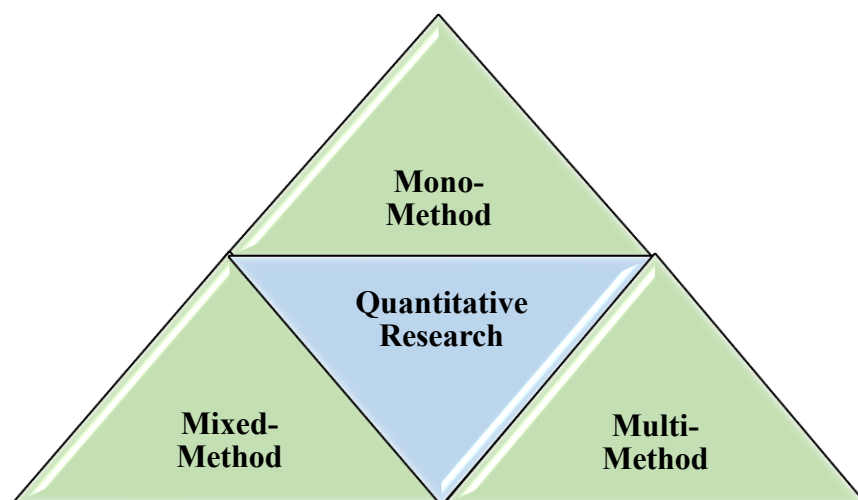 Mono-
Method
Quantitative
Research
Mixed-
Method
Multi-
Method